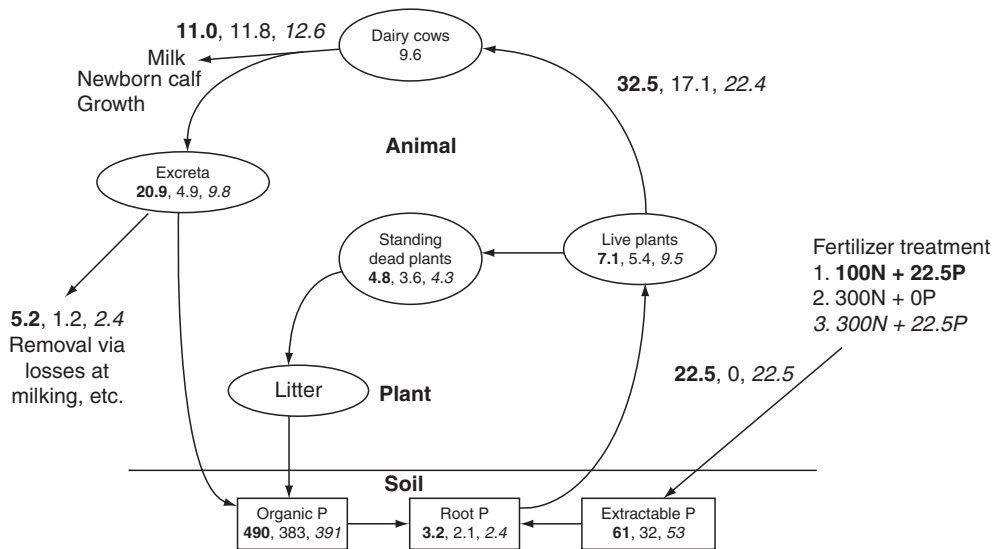 11.0, 11.8, 12.6
Milk
Newborn calf
Growth
Dairy cows
9.6
32.5, 17.1, 22.4
Animal
Excreta
20.9, 4.9, 9.8
Standing
dead plants
4.8, 3.6, 4.3
Live plants
7.1, 5.4, 9.5
Fertilizer treatment
1. 100N + 22.5P
2. 300N + 0P
3. 300N + 22.5P
5.2, 1.2, 2.4
Removal via
losses at
milking, etc.
22.5, 0, 22.5
Litter
Plant
Soil
Organic P
490, 383, 391
Root P
3.2, 2.1, 2.4
Extractable P
61, 32, 53